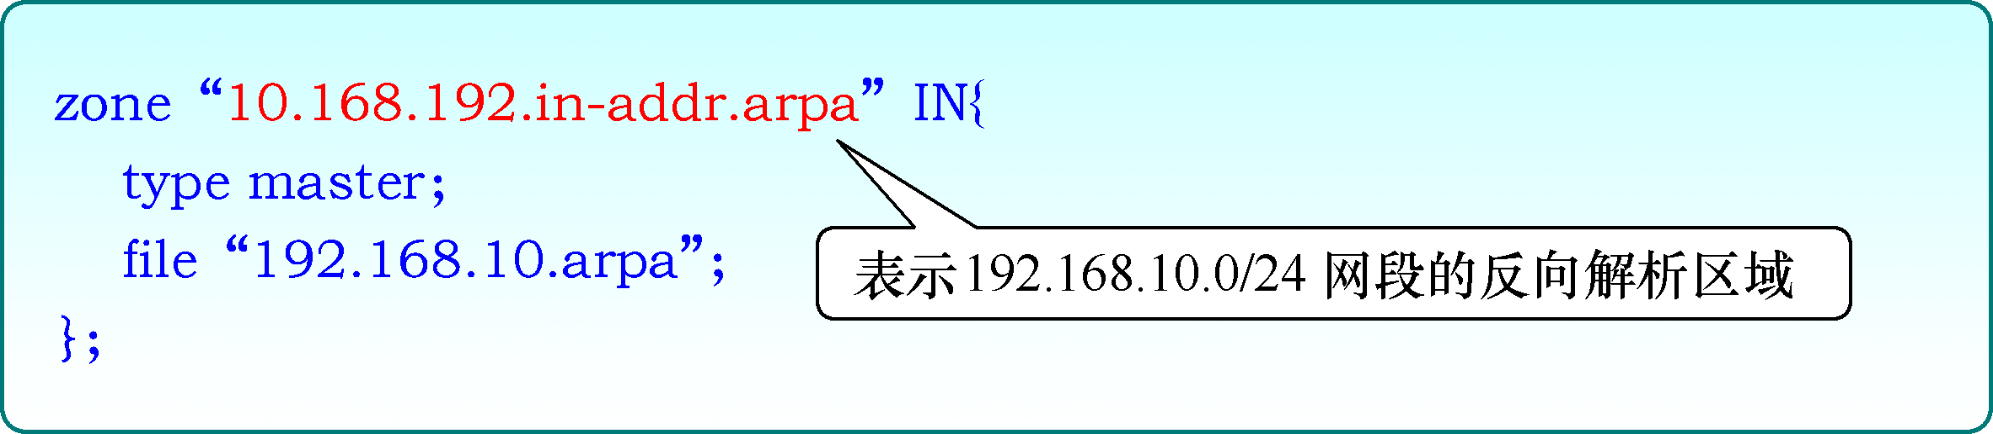 zone “10.168.192.in-addr.arpa” IN{
type master;
file “192.168.10.arpa”;
表示192.168.10.0/24 网段的反向解析区域
};